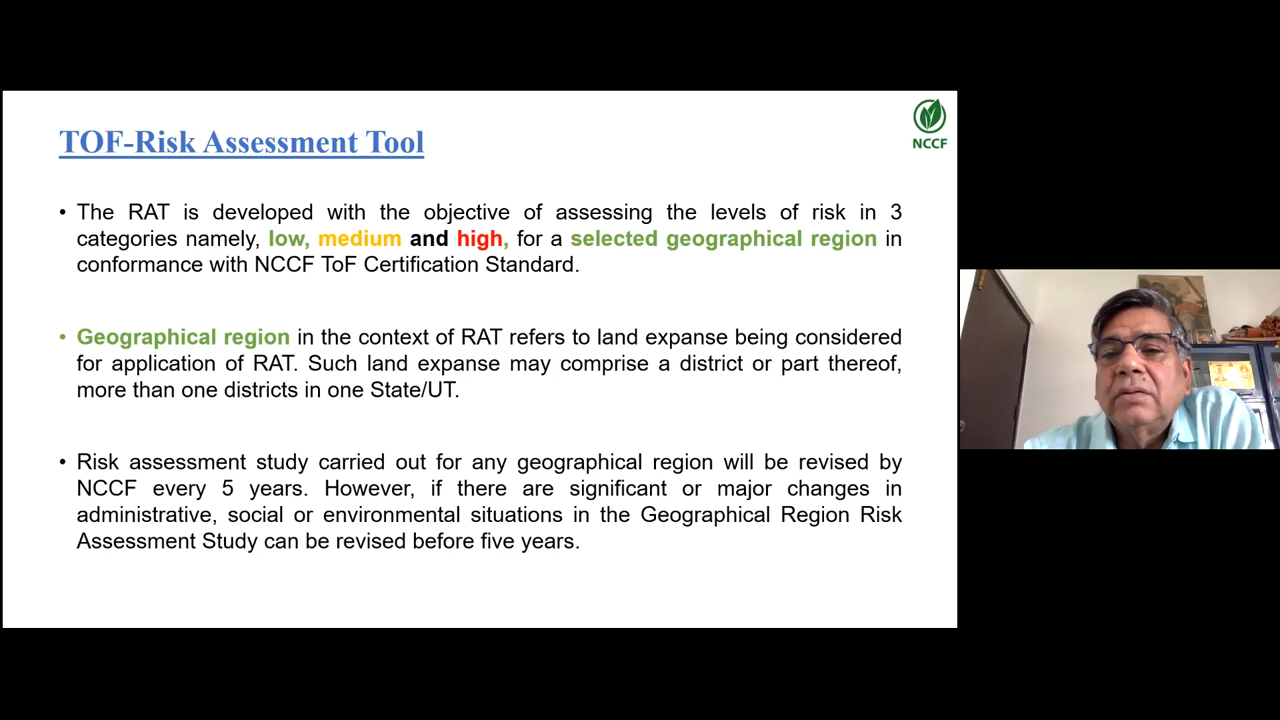 TOF-Risk Assessment Tool
NCCF
• The RAT is developed with the objective of assessing the levels of risk in 3
categories namely, low, medium and high, for a selected geographical region in
conformance with NCCF ToF Certification Standard.
• Geographical region in the context of RAT refers to land expanse being considered
for application of RAT. Such land expanse may comprise a district or part thereof,
more than one districts in one State/UT.
• Risk assessment study carried out for any geographical region will be revised by
NCCF every 5 years. However, if there are significant or major changes in
administrative, social or environmental situations in the Geographical Region Risk
Assessment Study can be revised before five years.